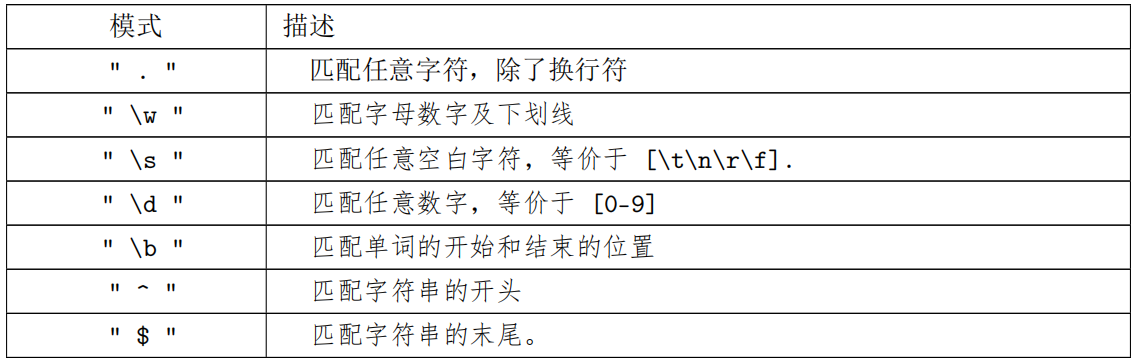 模式 描述
" . " 匹配任意字符，除了换行符
" \w " 匹配字母数字及下划线
" \s " 匹配任意空白字符，等价于 [\t\n\r\f].
" \d " 匹配任意数字，等价于 [0-9]
" \b " 匹配单词的开始和结束的位置
" ^ " 匹配字符串的开头
" $ " 匹配字符串的末尾。